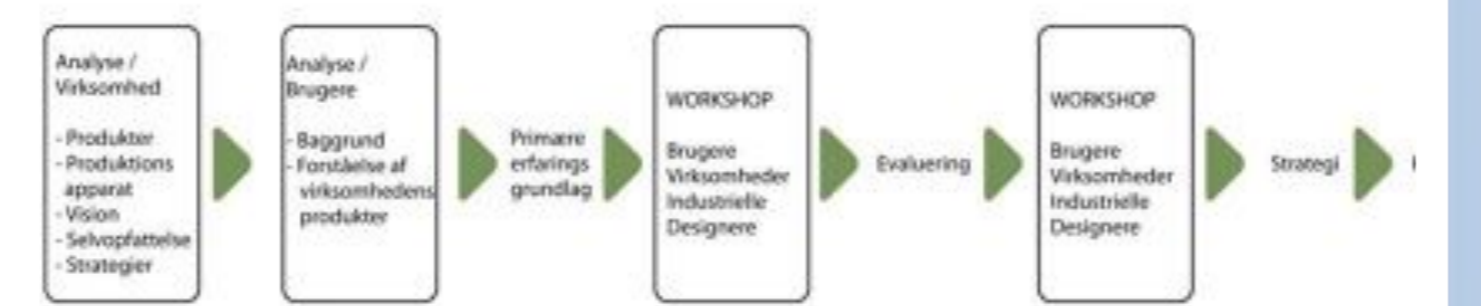 Analyse /
Virksomhed
- Produkter
- Produktions
apparat
- Vision
- Selvopfattelse
- Strategier
Analyse /
Brugere
- Baggrund
- Forståelse af
virksomhedens
produkter
Primære
erfarings
grundlag
WORKSHOP
Brugere
Virksomheder
Industrielle
Designere
Evaluering
WORKSHOP
Brugere
Virksomheder
Industrielle
Designere
Strategi